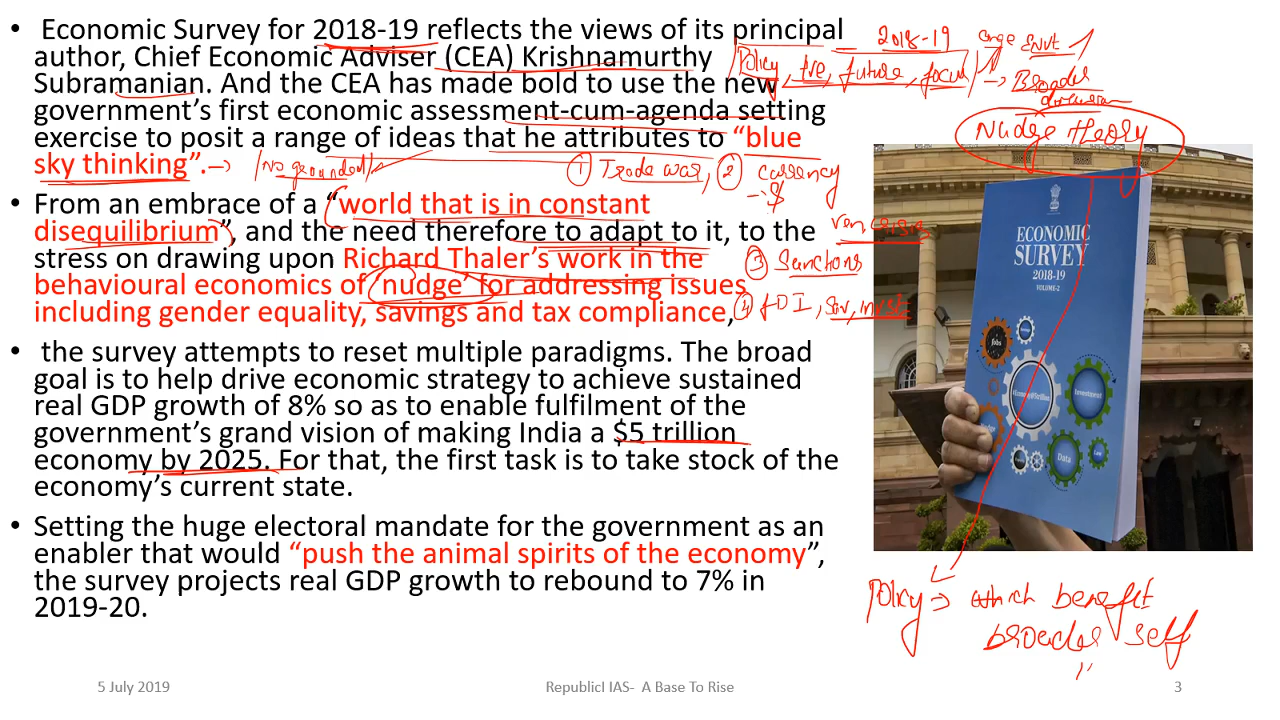 • Economic Survey for 2018-19 reflects the views of its principal
author, Chief Economic Adviser (CEA) Krishnamurthy
Subramanian. And the CEA has made bold to use the new
government's first economic assessment-cum-agenda setting
exercise to posit a range of ideas that he attributes to “blue
sky thinking”.
• From an embrace of a “world that is in constant
disequilibrium”, and the need therefore to adapt to it, to the
stress on drawing upon Richard Thaler's work in the
behavioural economics of ‘nudge’ for addressing issues
including gender equality, savings and tax compliance,
• the survey attempts to reset multiple paradigms. The broad
goal is to help drive economic strategy to achieve sustained
real GDP growth of 8% so as to enable fulfilment of the
government's grand vision of making India a $5 trillion
economy by 2025. For that, the first task is to take stock of the
economy's current state.
• Setting the huge electoral mandate for the government as an
enabler that would “push the animal spirits of the economy”,
the survey projects real GDP growth to rebound to 7% in
2019-20.
2018-19
Policy, +ve, future, focus
Broader
Nudge theory
No grounded
① Trade war, ② currency
$
③ Sanctions
④ FDI, Sav, invest
ECONOMIC
SURVEY
2018-19
VOLUME-2
Jobs
Investment
Data
Law
Policy ⇒ which benefit
broader self
5 July 2019
RepublicI IAS- A Base To Rise
3